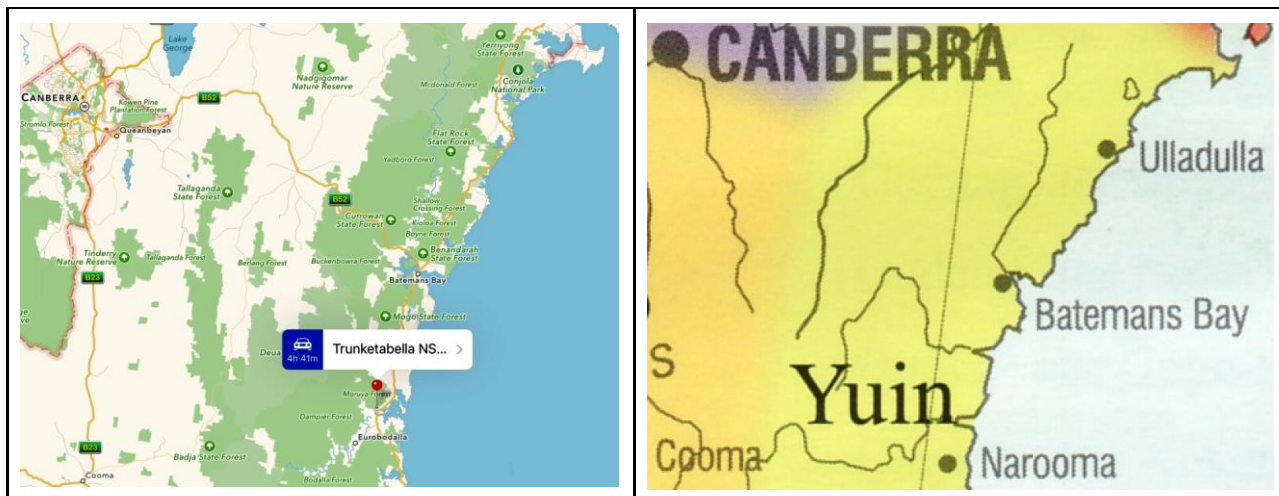 Lake
George
Yerriyong
State Forest
Nadgigomar
Nature Reserve
Mcdonald Forest
Conjola
National Park
CANBERRA
Kowen Pine
Plantation Forest
B52
Stromlo Forest
Queanbeyan
Flat Rock
State Forest
Yadboro Forest
Tallaganda
State Forest
B52
Shallow
Crossing Forest
Currowan
State Forest
Kioloa Forest
Boyne Forest
Tinderry
Nature Reserve
Tallaganda Forest
Berlang Forest
Buckenbowra Forest
Benandarah
State Forest
B23
Batemans Bay
Mogo State Forest
4h 41m
Trunketabella NS...
Deua
Moruya Forest
Dampier Forest
Eurobodalla
B23
Badja State Forest
Cooma
Bodalla Forest
CANBERRA
Ulladulla
Batemans Bay
S
Yuin
Cooma
Narooma